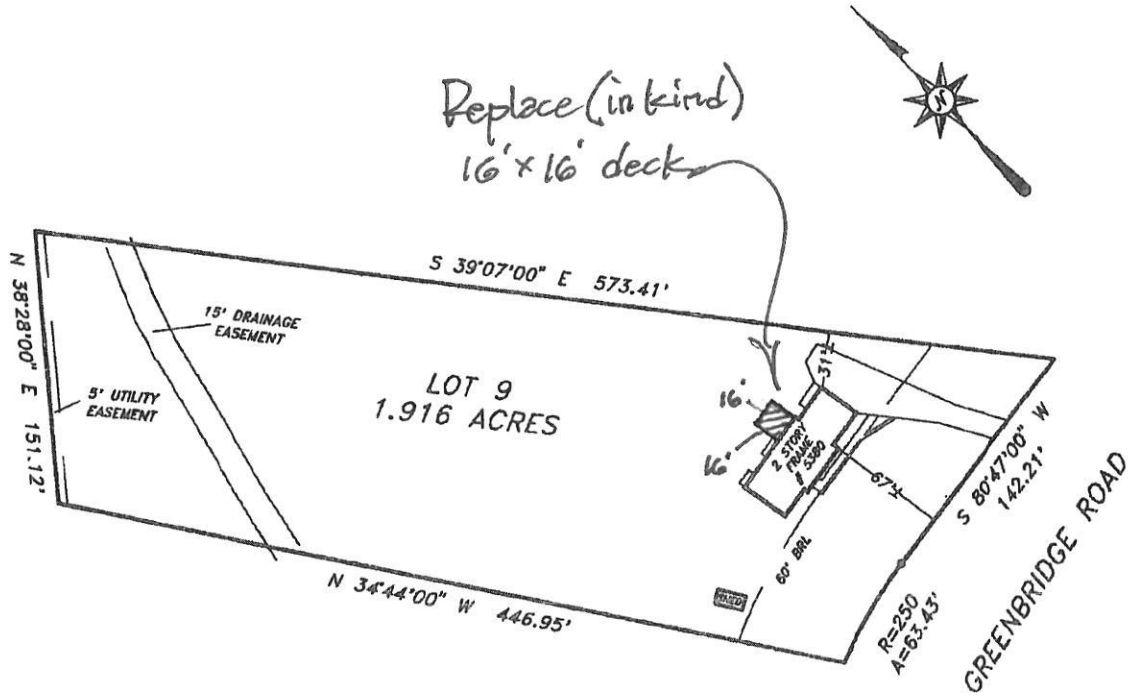 N
Replace (in kind)
16' x 16' deck
S 39°07'00" E 573.41'
N 38°28'00" E 151.12'
15' DRAINAGE
EASEMENT
5' UTILITY
EASEMENT
LOT 9
1.916 ACRES
16'
16'
31'
2 STORY
FRAME
# 5380
67'
60' BRL
S 80°47'00" W
142.21'
N 34°44'00" W 446.95'
R=250
A=63.43'
GREENBRIDGE ROAD